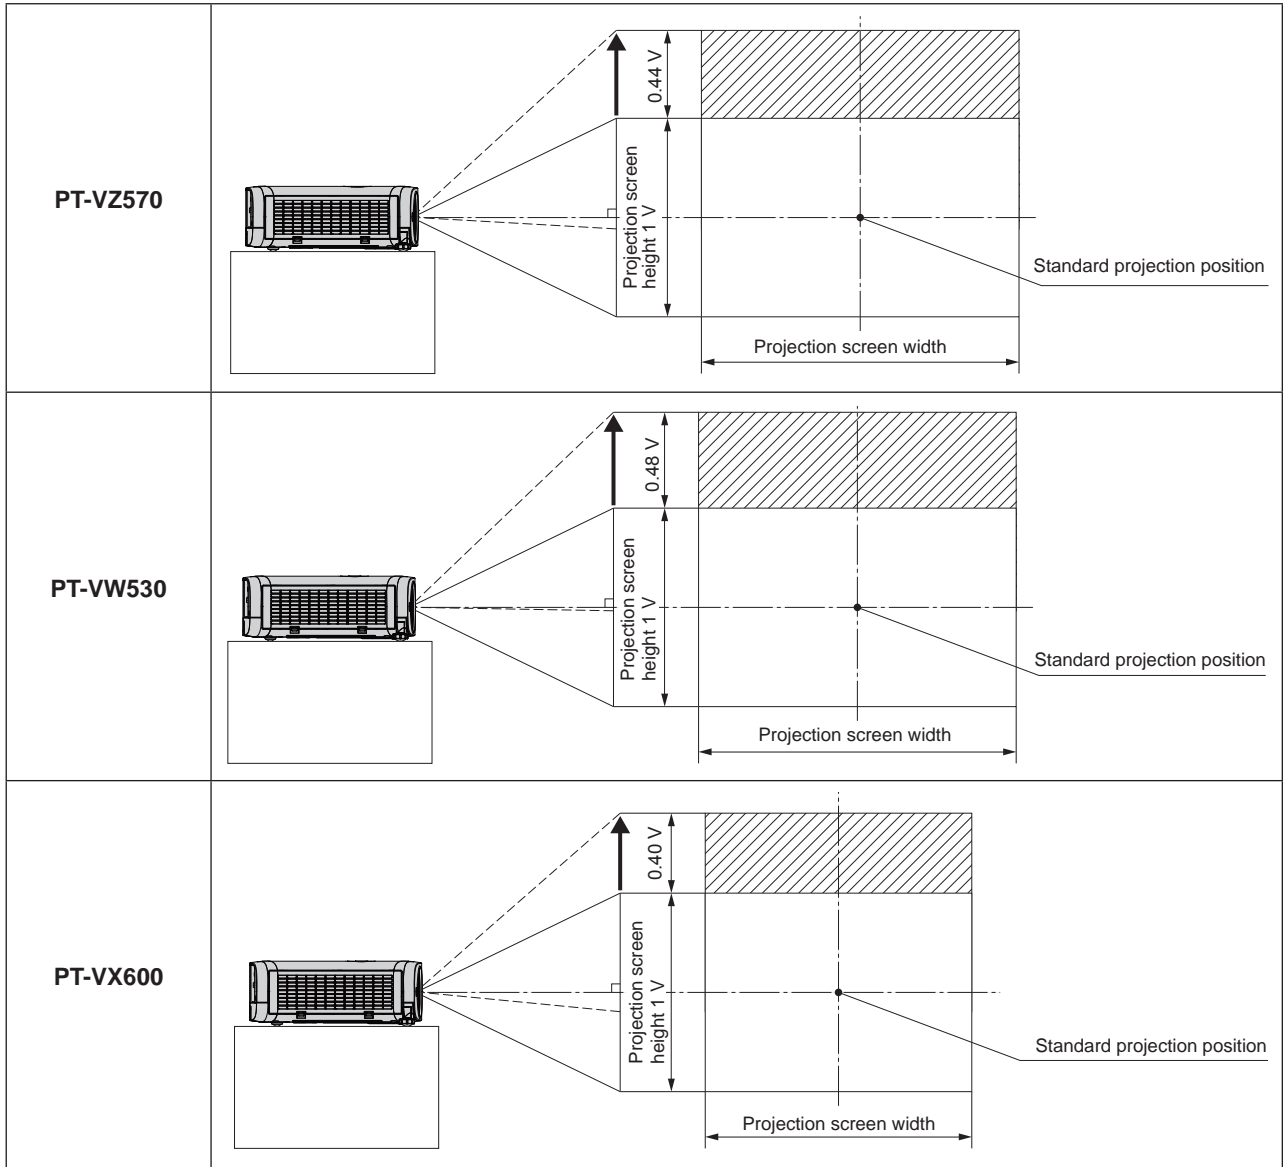 PT-VZ570
0.44 V
Projection screen
height 1 V
Standard projection position
Projection screen width
PT-VW530
0.48 V
Projection screen
height 1 V
Standard projection position
Projection screen width
PT-VX600
0.40 V
Projection screen
height 1 V
Standard projection position
Projection screen width